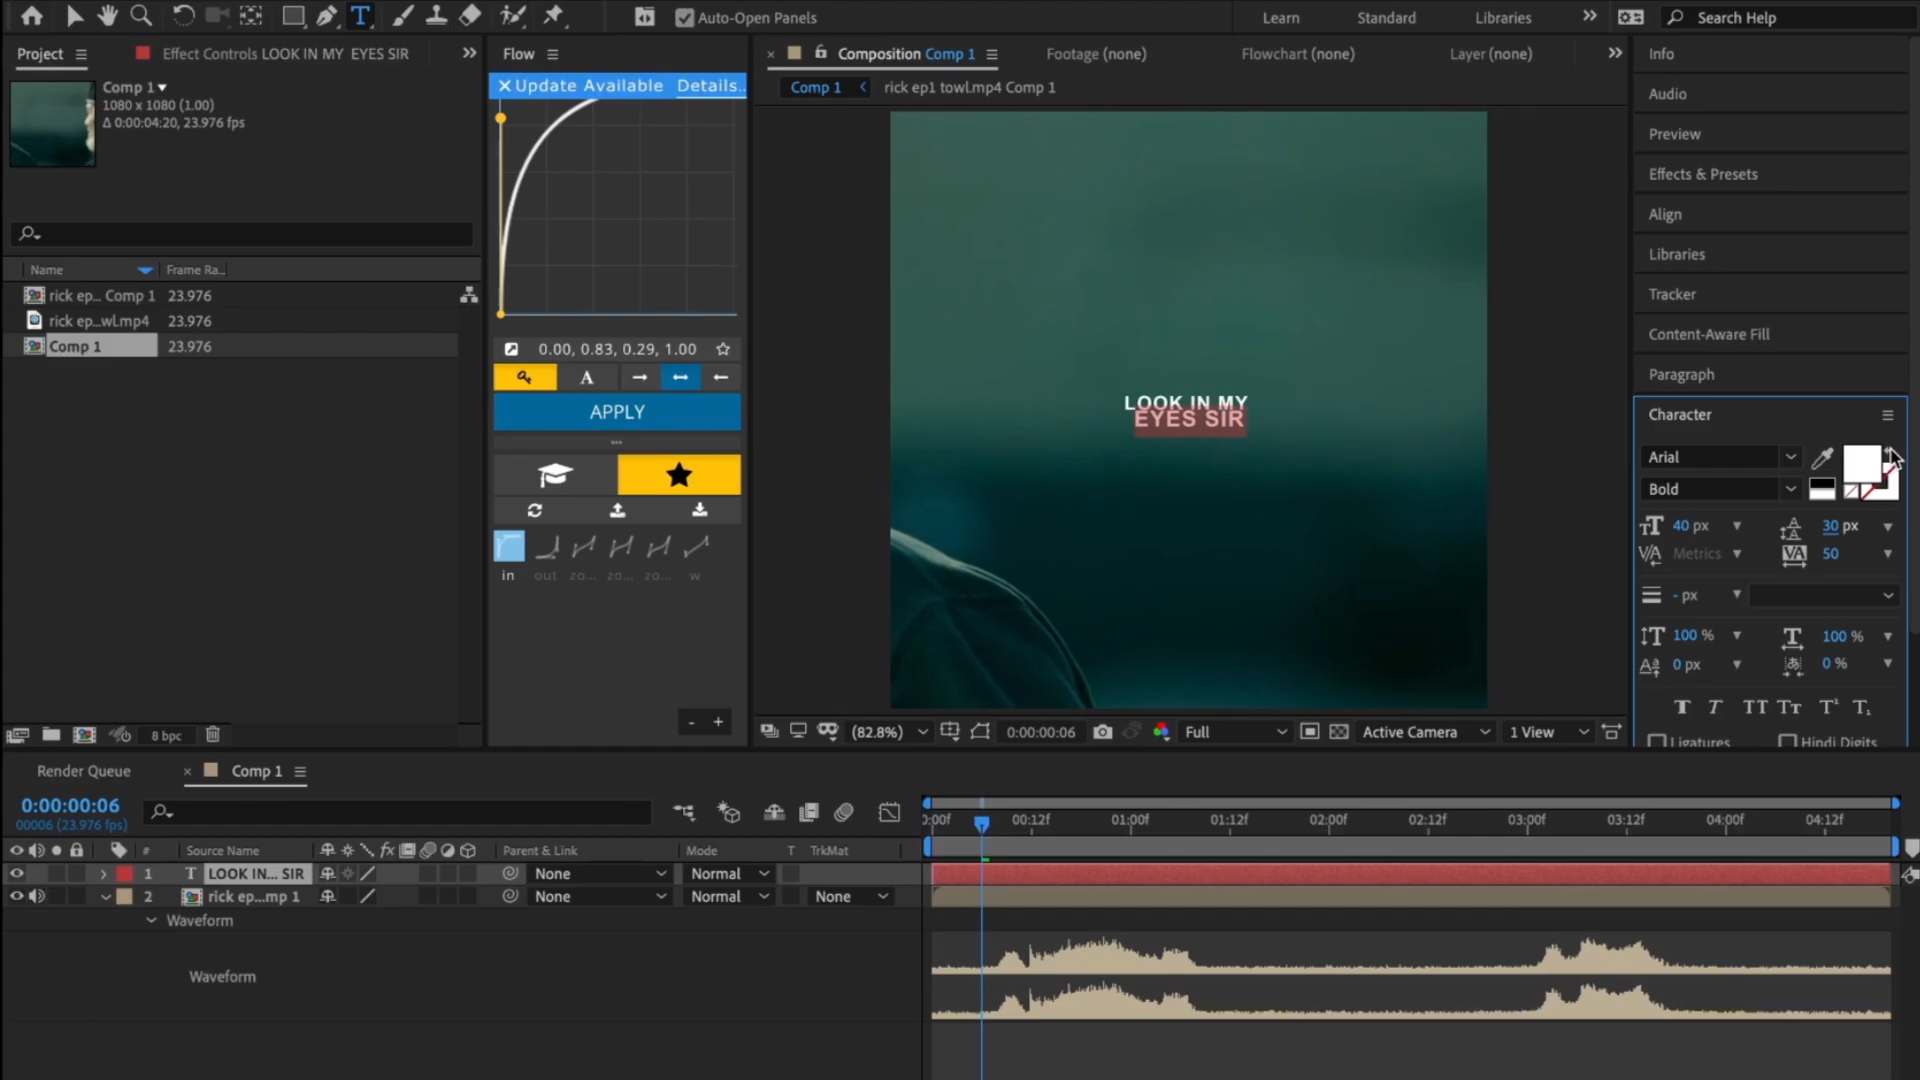 Auto-Open Panels
Learn
Standard
Libraries
Search Help
Project
Effect Controls LOOK IN MY EYES SIR
Comp 1
1080 x 1080 (1.00)
Δ 0:00:04:20, 23.976 fps
Name
Frame Ra...
rick ep... Comp 1 23.976
rick ep...wl.mp4 23.976
Comp 1 23.976
8 bpc
Flow
Update Available Details..
0.00, 0.83, 0.29, 1.00
A
APPLY
in
out
zo...
zo...
zo...
w
- +
Composition Comp 1
Footage (none)
Flowchart (none)
Layer (none)
Comp 1
rick ep1 towl.mp4 Comp 1
LOOK IN MY
EYES SIR
(82.8%)
0:00:00:06
Full
Active Camera
1 View
Info
Audio
Preview
Effects & Presets
Align
Libraries
Tracker
Content-Aware Fill
Paragraph
Character
Arial
Bold
40 px
30 px
Metrics
50
- px
100 %
100 %
0 px
0 %
T T TT Tт T¹ T₁
Ligatures
Hindi Digits
Render Queue
Comp 1
0:00:00:06
00006 (23.976 fps)
0:00f
00:12f
01:00f
01:12f
02:00f
02:12f
03:00f
03:12f
04:00f
04:12f
#
Source Name
fx
Parent & Link
Mode
T
TrkMat
1 T LOOK IN... SIR
None
Normal
2 rick ep...mp 1
None
Normal
None
Waveform
Waveform